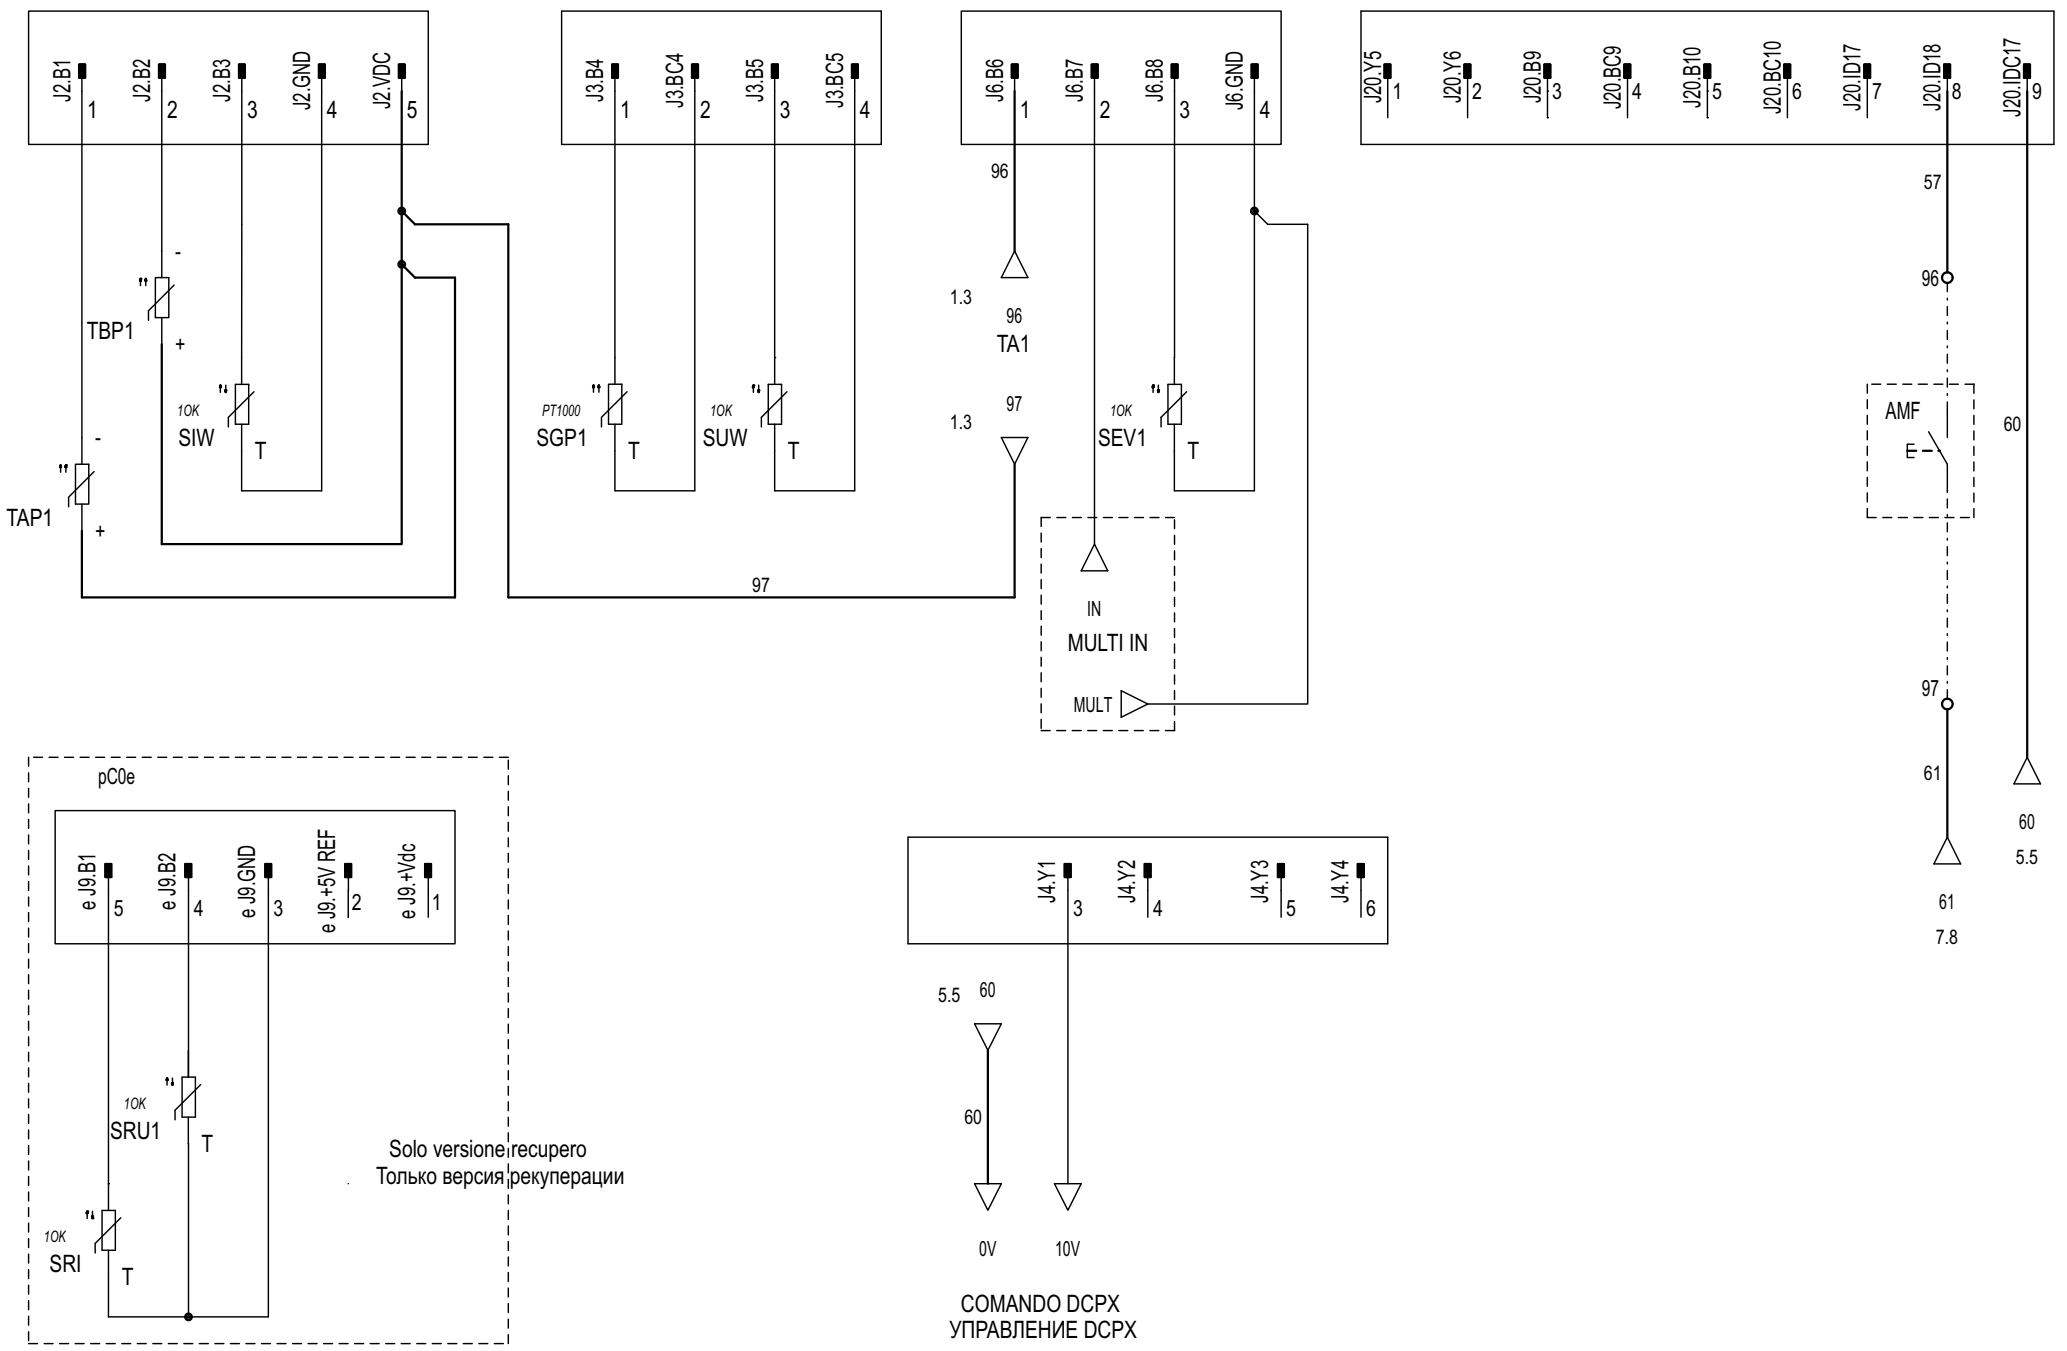 J2.B1
1
J2.B2
2
J2.B3
3
J2.GND
4
J2.VDC
5
J3.B4
1
J3.BC4
2
J3.B5
3
J3.BC5
4
J6.B6
1
J6.B7
2
J6.B8
3
J6.GND
4
J20.Y5
1
J20.Y6
2
J20.B9
3
J20.BC9
4
J20.B10
5
J20.BC10
6
J20.ID17
7
J20.ID18
8
J20.IDC17
9
96
57
-
TBP1
+
96
1.3
96
TA1
10K
SIW
T
PT1000
SGP1
T
10K
SUW
T
97
1.3
10K
SEV1
T
AMF
60
-
TAP1
+
97
IN
MULTI IN
MULT
97
61
60
5.5
61
7.8
pC0e
e J9.B1
5
e J9.B2
4
e J9.GND
3
e J9.+5V REF
2
e J9.+Vdc
1
J4.Y1
3
J4.Y2
4
J4.Y3
5
J4.Y4
6
5.5
60
60
10K
SRU1
T
Solo versione recupero
Только версия рекуперации
10K
SRI
T
0V
10V
COMANDO DCPX
УПРАВЛЕНИЕ DCPX